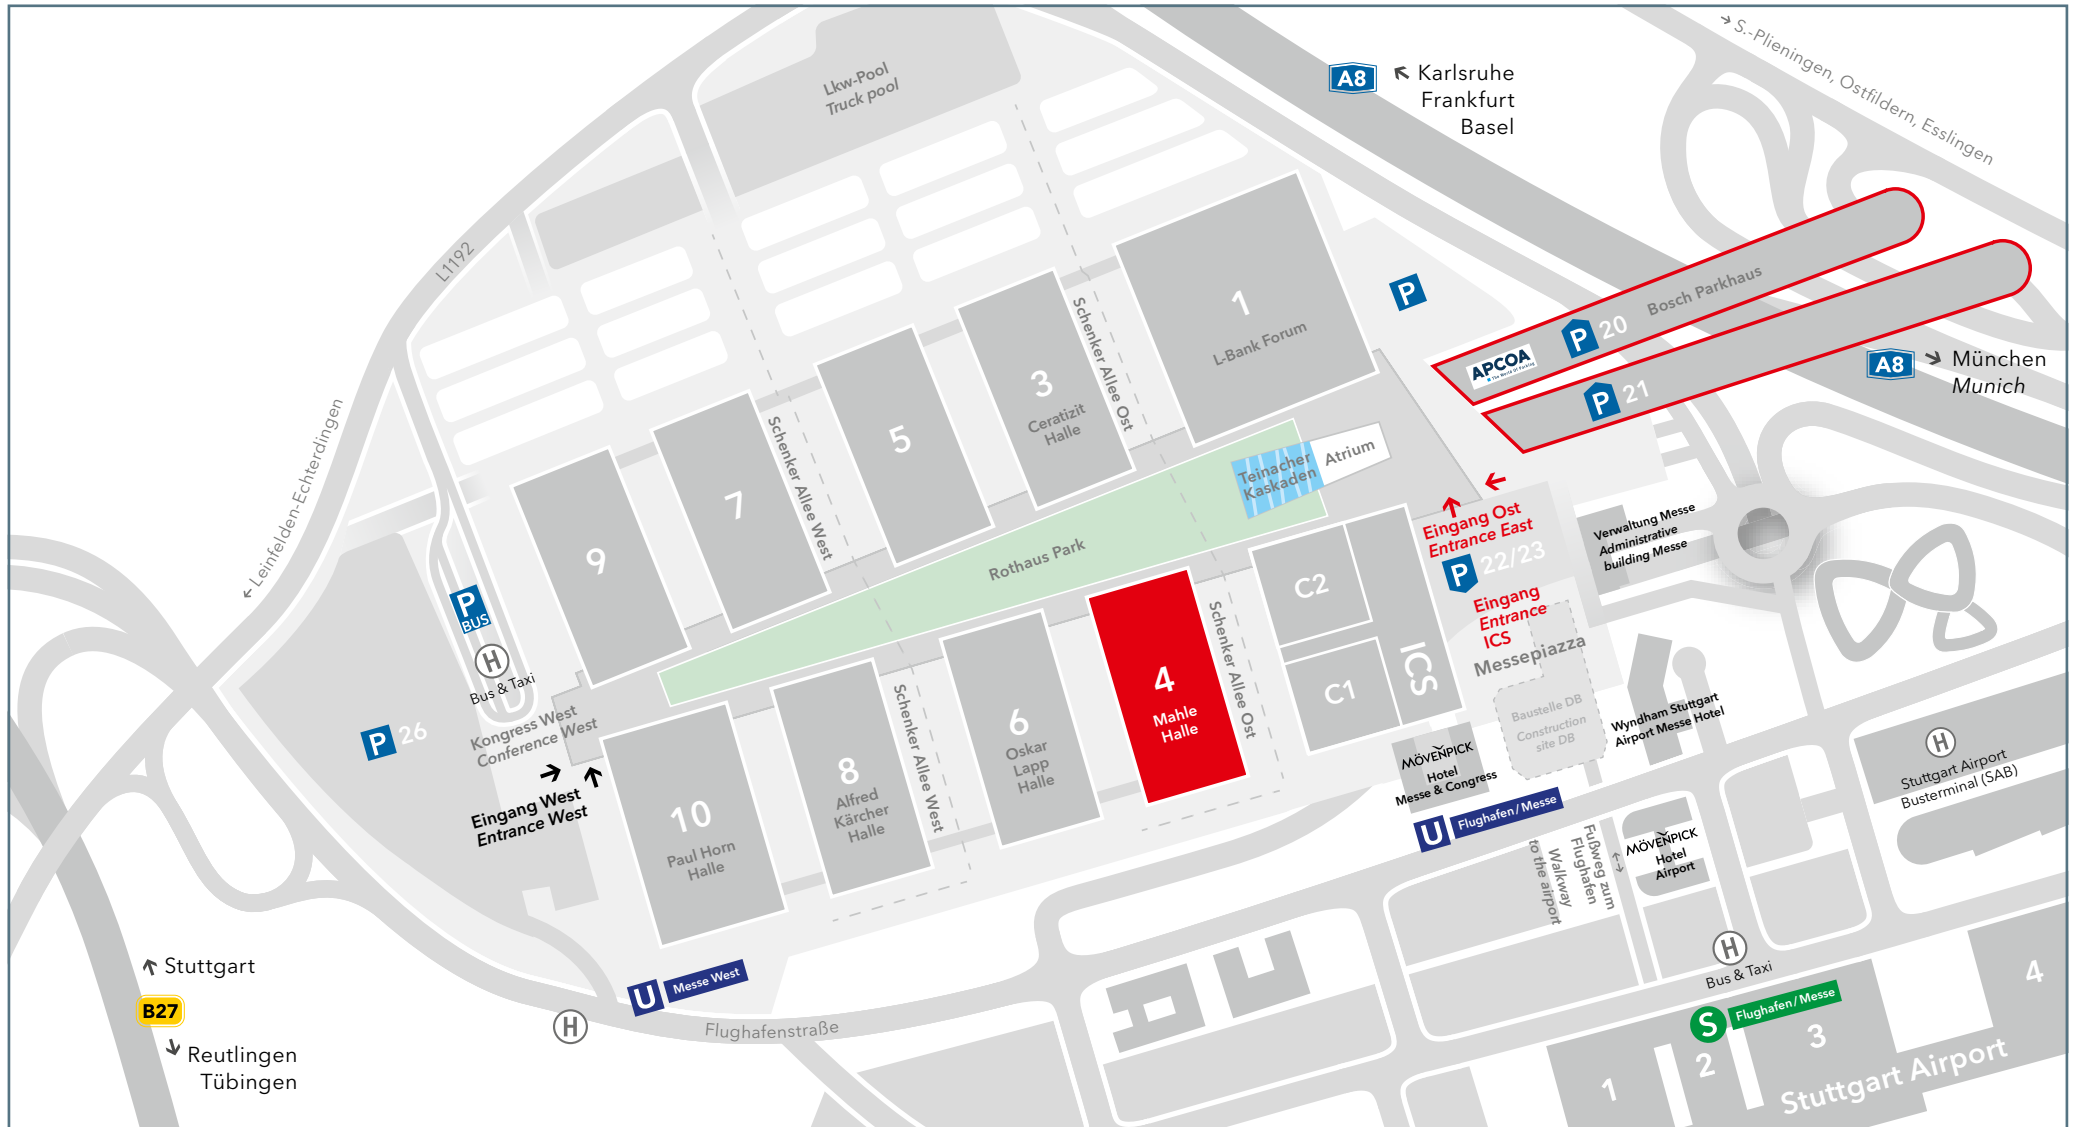 S.-Plieningen, Ostfildern, Esslingen
Lkw-Pool
Truck pool
A8
Karlsruhe
Frankfurt
Basel
L1192
Leinfelden-Echterdingen
1
L-Bank Forum
P
Bosch Parkhaus
P 20
APCOA
P 21
A8
München
Munich
3
Ceratizit
Halle
Schenker Allee Ost
5
7
Schenker Allee West
9
Teinacher
Kaskaden
Atrium
Rothaus Park
Eingang Ost
Entrance East
P 22/23
Verwaltung Messe
Administrative
building Messe
Eingang
Entrance
ICS
Messepiazza
C2
C1
ICS
P
BUS
H
Bus & Taxi
Kongress West
Conference West
P 26
Eingang West
Entrance West
10
Paul Horn
Halle
8
Alfred
Kärcher
Halle
Schenker Allee West
6
Oskar
Lapp
Halle
4
Mahle
Halle
Schenker Allee Ost
Baustelle DB
Construction
site DB
Wyndham Stuttgart
Airport Messe Hotel
MÖVENPICK
Hotel
Messe & Congress
U Flughafen/Messe
H
Stuttgart Airport
Busterminal (SAB)
Fußweg zum
Flughafen
Walkway
to the airport
MÖVENPICK
Hotel
Airport
H
Bus & Taxi
S Flughafen/Messe
1
2
3
4
Stuttgart Airport
U Messe West
H
Flughafenstraße
Stuttgart
B27
Reutlingen
Tübingen